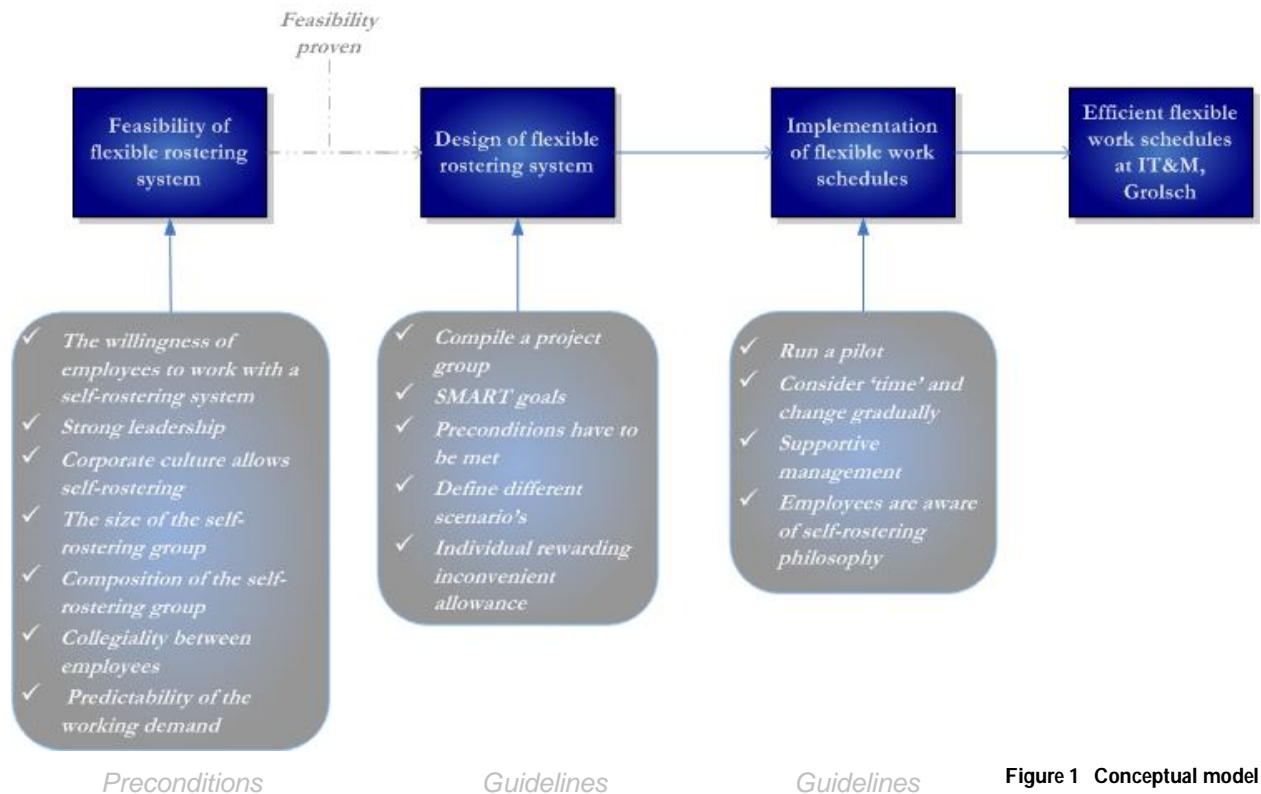 Feasibility
proven
Feasibility of
flexible rostering
system
Design of flexible
rostering system
Implementation
of flexible work
schedules
Efficient flexible
work schedules
at IT&M,
Grolsch
✓ The willingness of
employees to work with a
self-rostering system
✓ Strong leadership
✓ Corporate culture allows
self-rostering
✓ The size of the self-
rostering group
✓ Composition of the self-
rostering group
✓ Collegiality between
employees
✓ Predictability of the
working demand
✓ Compile a project
group
✓ SMART goals
✓ Preconditions have to
be met
✓ Define different
scenario's
✓ Individual rewarding
inconvenient
allowance
✓ Run a pilot
✓ Consider ‘time’ and
change gradually
✓ Supportive
management
✓ Employees are aware
of self-rostering
philosophy
Preconditions
Guidelines
Guidelines
Figure 1 Conceptual model